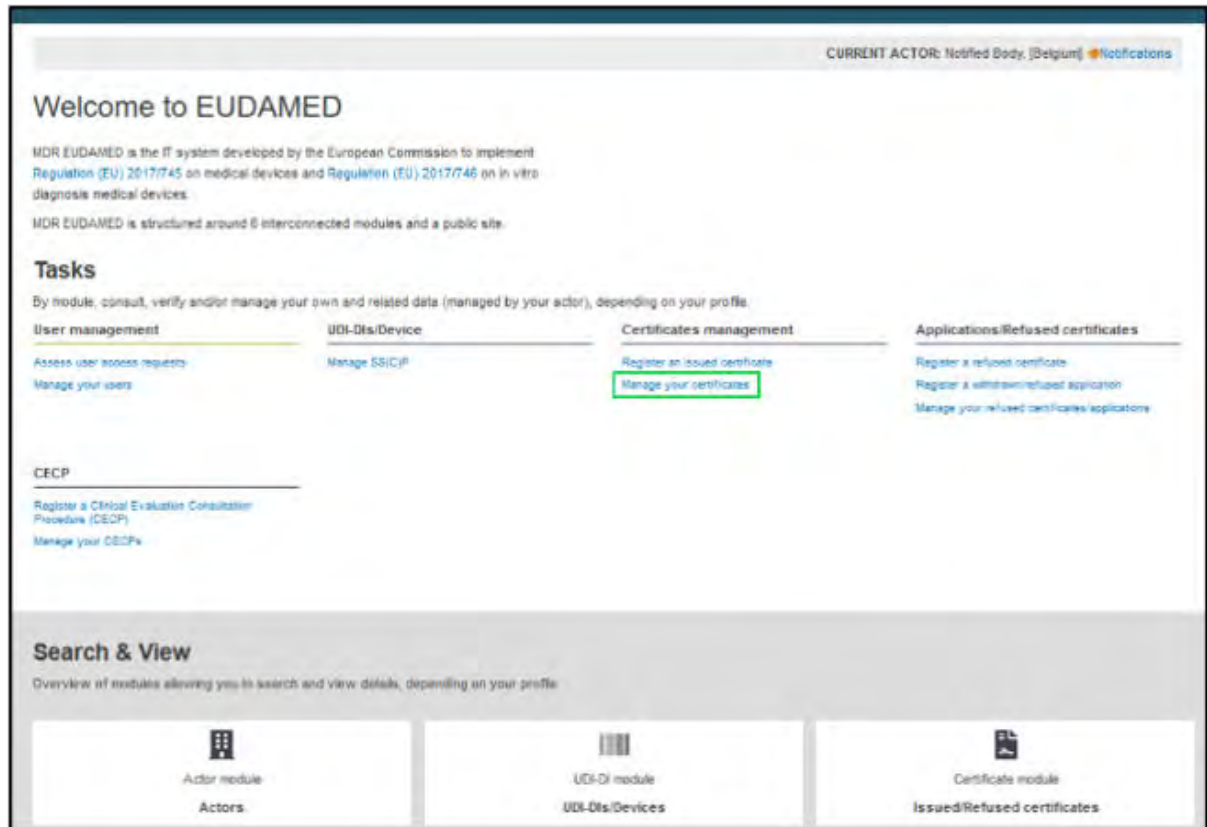 CURRENT ACTOR: Notified Body, [Belgium] Notifications
Welcome to EUDAMED
MDR EUDAMED is the IT system developed by the European Commission to implement
Regulation (EU) 2017/745 on medical devices and Regulation (EU) 2017/746 on in vitro
diagnosis medical devices.
MDR EUDAMED is structured around 6 interconnected modules and a public site.
Tasks
By module, consult, verify and/or manage your own and related data (managed by your actor), depending on your profile.
User management
Assess user access requests
Manage your users
UDI-DIs/Device
Manage SS(C)P
Certificates management
Register an issued certificate
Manage your certificates
Applications/Refused certificates
Register a refused certificate
Register a withdrawn/refused application
Manage your refused certificates/applications
CECP
Register a Clinical Evaluation Consultation
Procedure (CECP)
Manage your CECPs
Search & View
Overview of modules allowing you to search and view details, depending on your profile
Actor module
Actors
UDI-DI module
UDI-DIs/Devices
Certificate module
Issued/Refused certificates